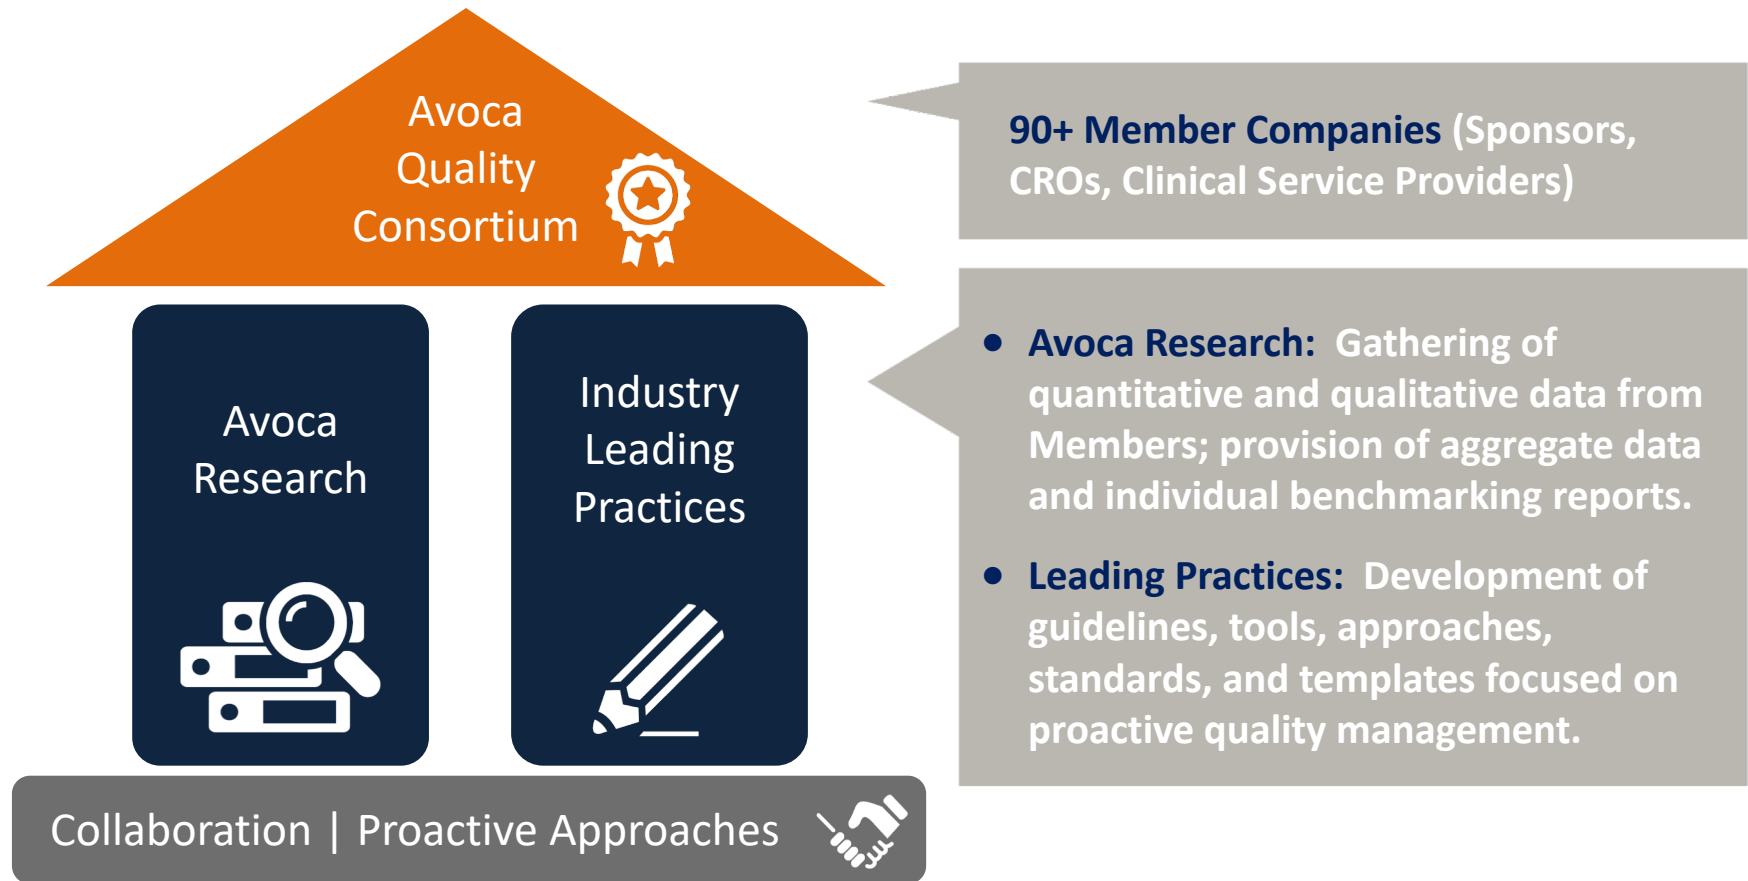 Avoca
Quality
Consortium
90+ Member Companies (Sponsors,
CROs, Clinical Service Providers)
Avoca
Research
Industry
Leading
Practices
• Avoca Research: Gathering of
quantitative and qualitative data from
Members; provision of aggregate data
and individual benchmarking reports.
• Leading Practices: Development of
guidelines, tools, approaches,
standards, and templates focused on
proactive quality management.
Collaboration | Proactive Approaches